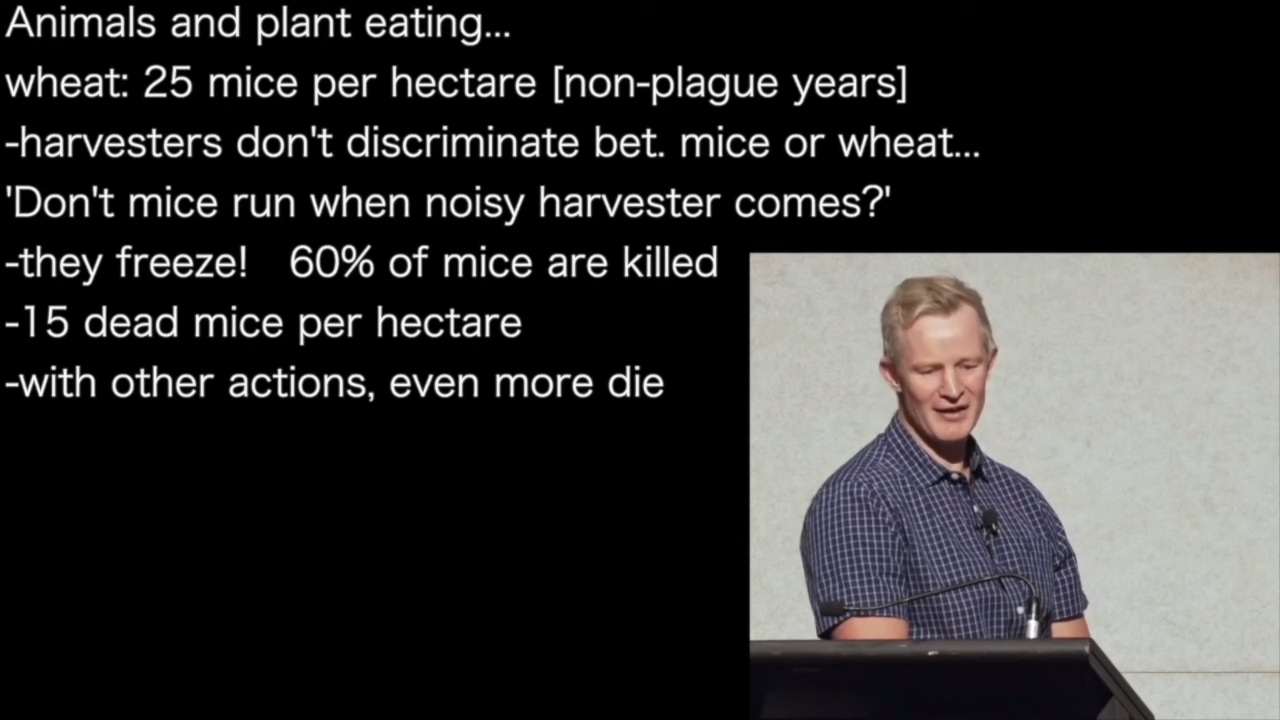 Animals and plant eating...
wheat: 25 mice per hectare [non-plague years]
-harvesters don't discriminate bet. mice or wheat...
'Don't mice run when noisy harvester comes?'
-they freeze!   60% of mice are killed
-15 dead mice per hectare
-with other actions, even more die